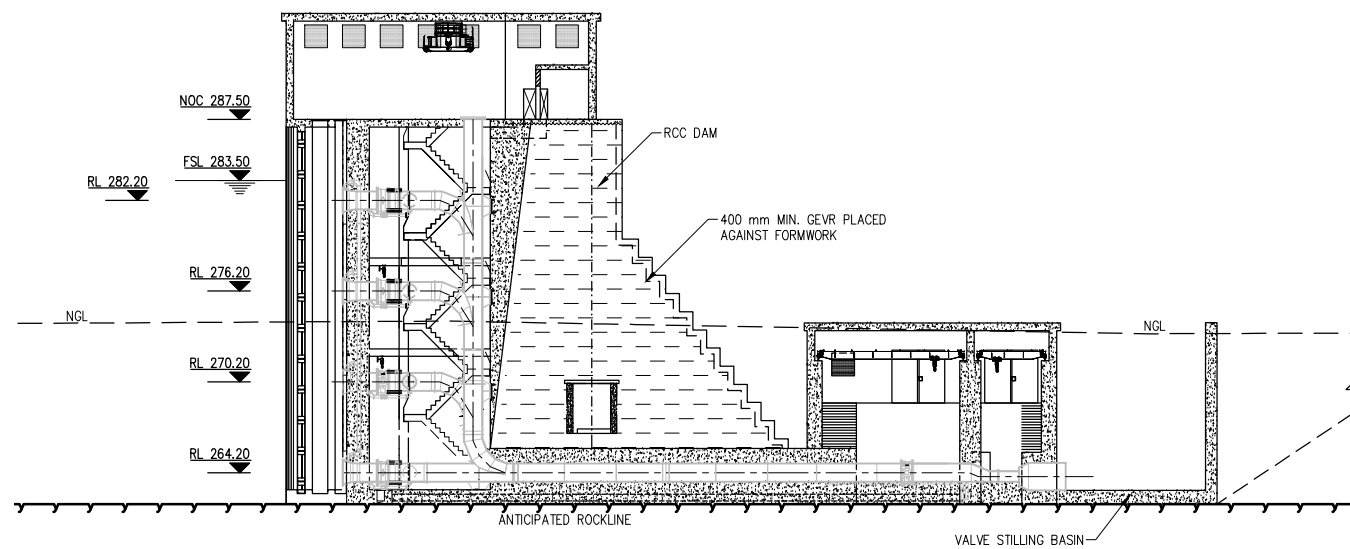 NOC 287.50
RCC DAM
FSL 283.50
RL 282.20
400 mm MIN. GEVR PLACED
AGAINST FORMWORK
RL 276.20
NGL
NGL
RL 270.20
RL 264.20
ANTICIPATED ROCKLINE
VALVE STILLING BASIN